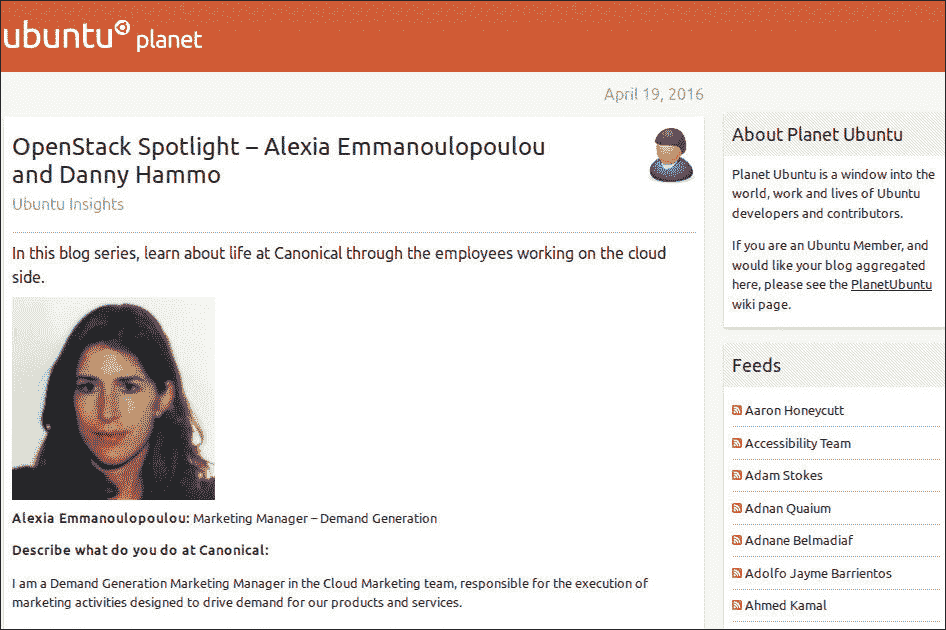 ubuntu planet
April 19, 2016
OpenStack Spotlight – Alexia Emmanoulopoulou
and Danny Hammo
Ubuntu Insights
In this blog series, learn about life at Canonical through the employees working on the cloud
side.
Alexia Emmanoulopoulou: Marketing Manager – Demand Generation
Describe what do you do at Canonical:
I am a Demand Generation Marketing Manager in the Cloud Marketing team, responsible for the execution of
marketing activities designed to drive demand for our products and services.
About Planet Ubuntu
Planet Ubuntu is a window into the
world, work and lives of Ubuntu
developers and contributors.
If you are an Ubuntu Member, and
would like your blog aggregated
here, please see the PlanetUbuntu
wiki page.
Feeds
Aaron Honeycutt
Accessibility Team
Adam Stokes
Adnan Quaium
Adnane Belmadiaf
Adolfo Jayme Barrientos
Ahmed Kamal